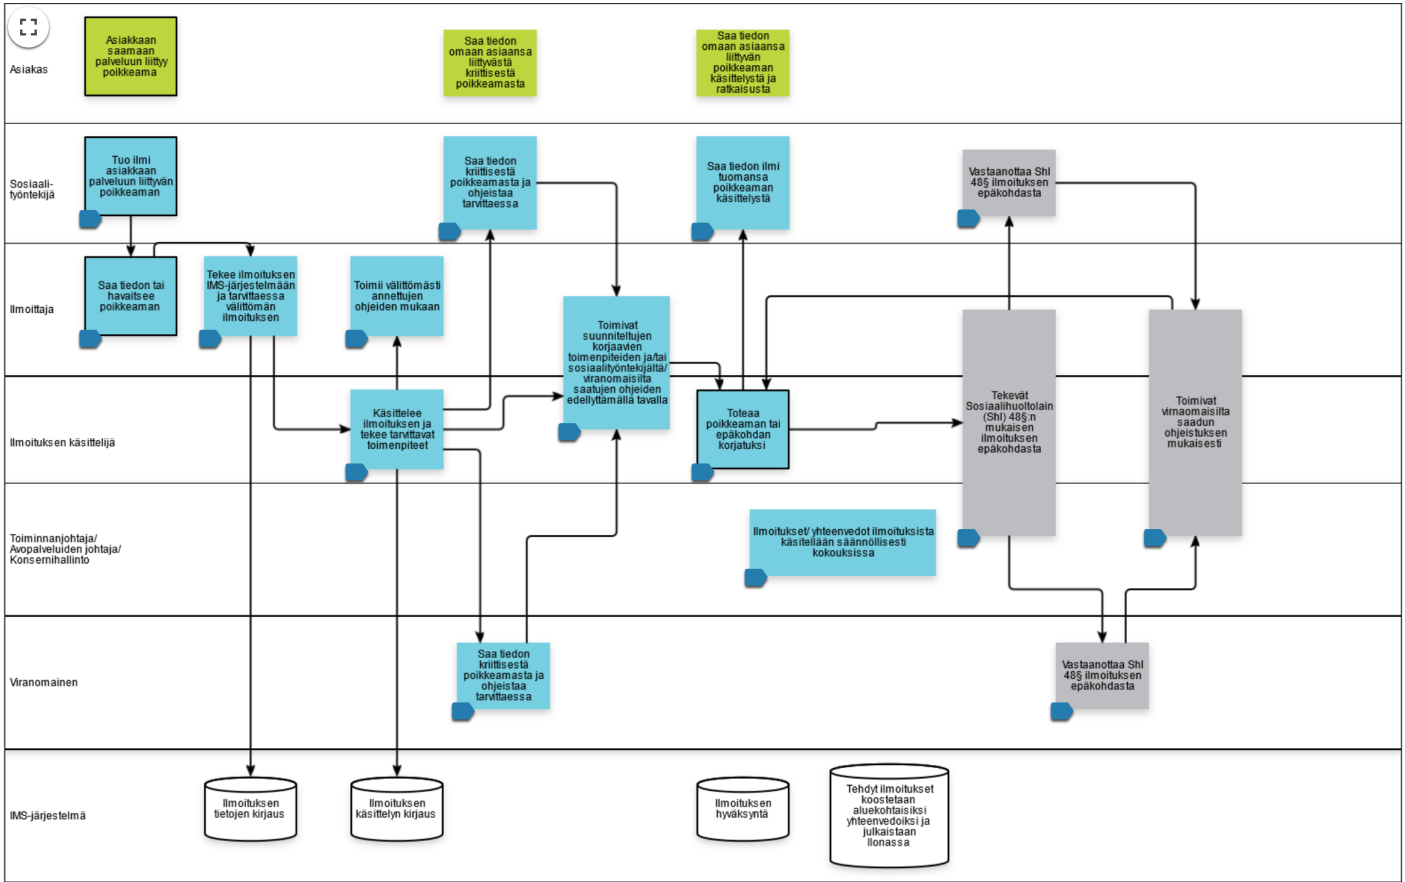 Asiakas
Asiakkaan
saamaan
palveluun liittyy
poikkeama
Saa tiedon
omaan asiaansa
liittyvästä
kriittisestä
poikkeamasta
Saa tiedon
omaan asiaansa
liittyvän
poikkeaman
käsittelystä ja
ratkaisusta
Sosiaali-
työntekijä
Tuo ilmi
asiakkaan
palveluun liittyvän
poikkeaman
Saa tiedon
kriittisestä
poikkeamasta ja
ohjeistaa
tarvittaessa
Saa tiedon ilmi
tuomansa
poikkeaman
käsittelystä
Vastaanottaa Shl
48§ ilmoituksen
epäkohdasta
Ilmoittaja
Saa tiedon tai
havaitsee
poikkeaman
Tekee ilmoituksen
IMS-järjestelmään
ja tarvittaessa
välittömän
ilmoituksen
Toimii välittömästi
annettujen
ohjeiden mukaan
Toimivat
suunniteltujen
korjaavien
toimenpiteiden ja/tai
sosiaalityöntekijältä/
viranomaisilta
saatujen ohjeiden
edellyttämällä tavalla
Ilmoituksen käsittelijä
Käsittelee
ilmoituksen ja
tekee tarvittavat
toimenpiteet
Toteaa
poikkeaman tai
epäkohdan
korjatuksi
Tekevät
Sosiaalihuoltolain
(Shl) 48§:n
mukaisen
ilmoituksen
epäkohdasta
Toimivat
virnaomaisilta
saadun
ohjeistuksen
mukaisesti
Toiminnanjohtaja/
Avopalveluiden johtaja/
Konsernihallinto
Ilmoitukset/ yhteenvedot ilmoituksista
käsitellään säännöllisesti
kokouksissa
Viranomainen
Saa tiedon
kriittisestä
poikkeamasta ja
ohjeistaa
tarvittaessa
Vastaanottaa Shl
48§ ilmoituksen
epäkohdasta
IMS-järjestelmä
Ilmoituksen
tietojen kirjaus
Ilmoituksen
käsittelyn kirjaus
Ilmoituksen
hyväksyntä
Tehdyt ilmoitukset
koostetaan
aluekohtaisiksi
yhteenvedoiksi ja
julkaistaan
Ilonassa